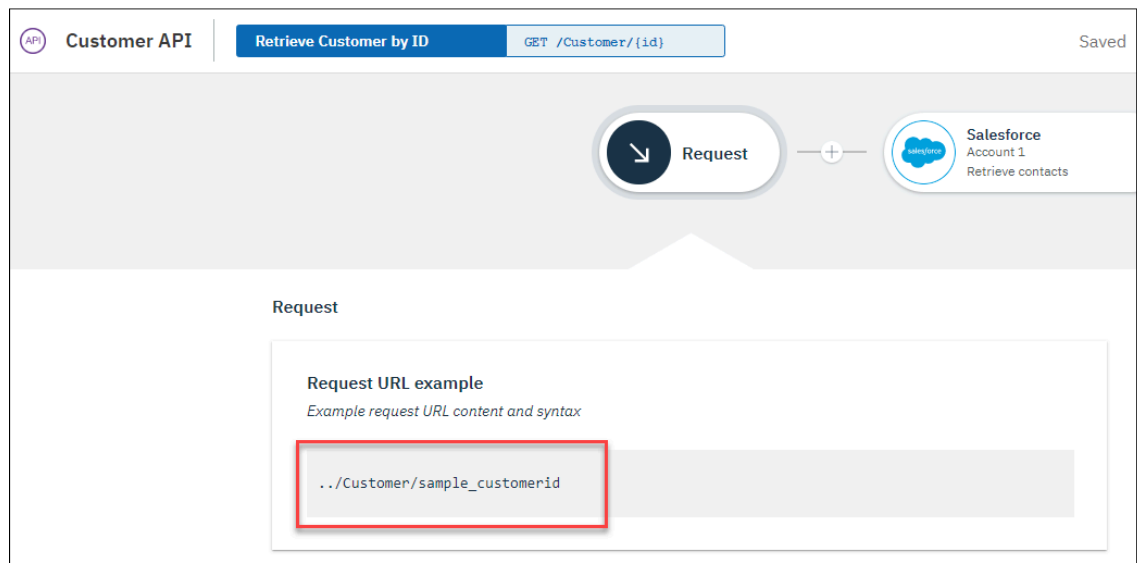 API Customer API Retrieve Customer by ID GET /Customer/{id} Saved
Request
salesforce
Salesforce
Account 1
Retrieve contacts
Request
Request URL example
Example request URL content and syntax
../Customer/sample_customerid